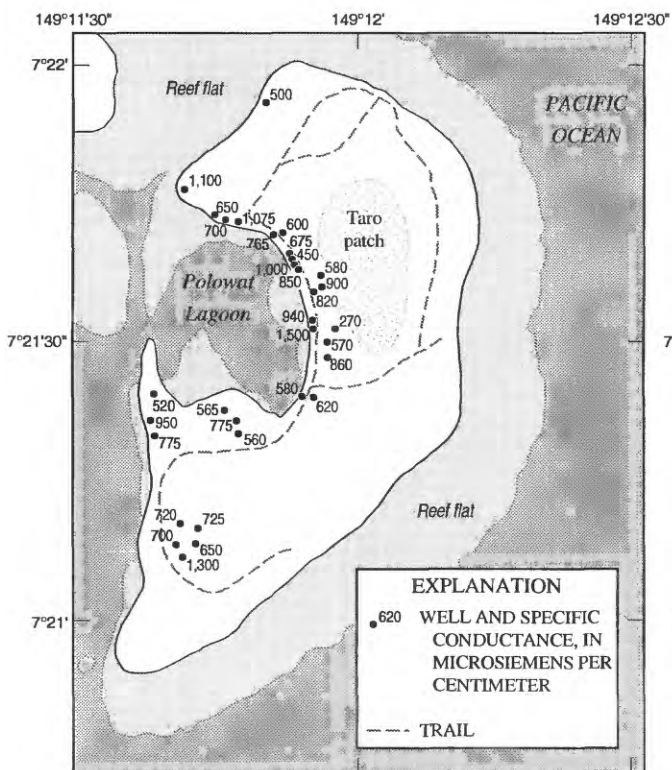 149°11'30"
149°12'
149°12'30"
7°22'
Reef flat
500
PACIFIC
OCEAN
1,100
650
1,075
600
700
765
675
Taro
patch
450
1,000
580
850
900
Polowat
Lagoon
820
940
270
1,500
7°21'30"
7
570
860
580
520
565
620
950
775
775
560
720
725
Reef flat
700
650
1,300
EXPLANATION
620 WELL AND SPECIFIC
CONDUCTANCE, IN
MICROSIEMENS PER
CENTIMETER
TRAIL
7°21'